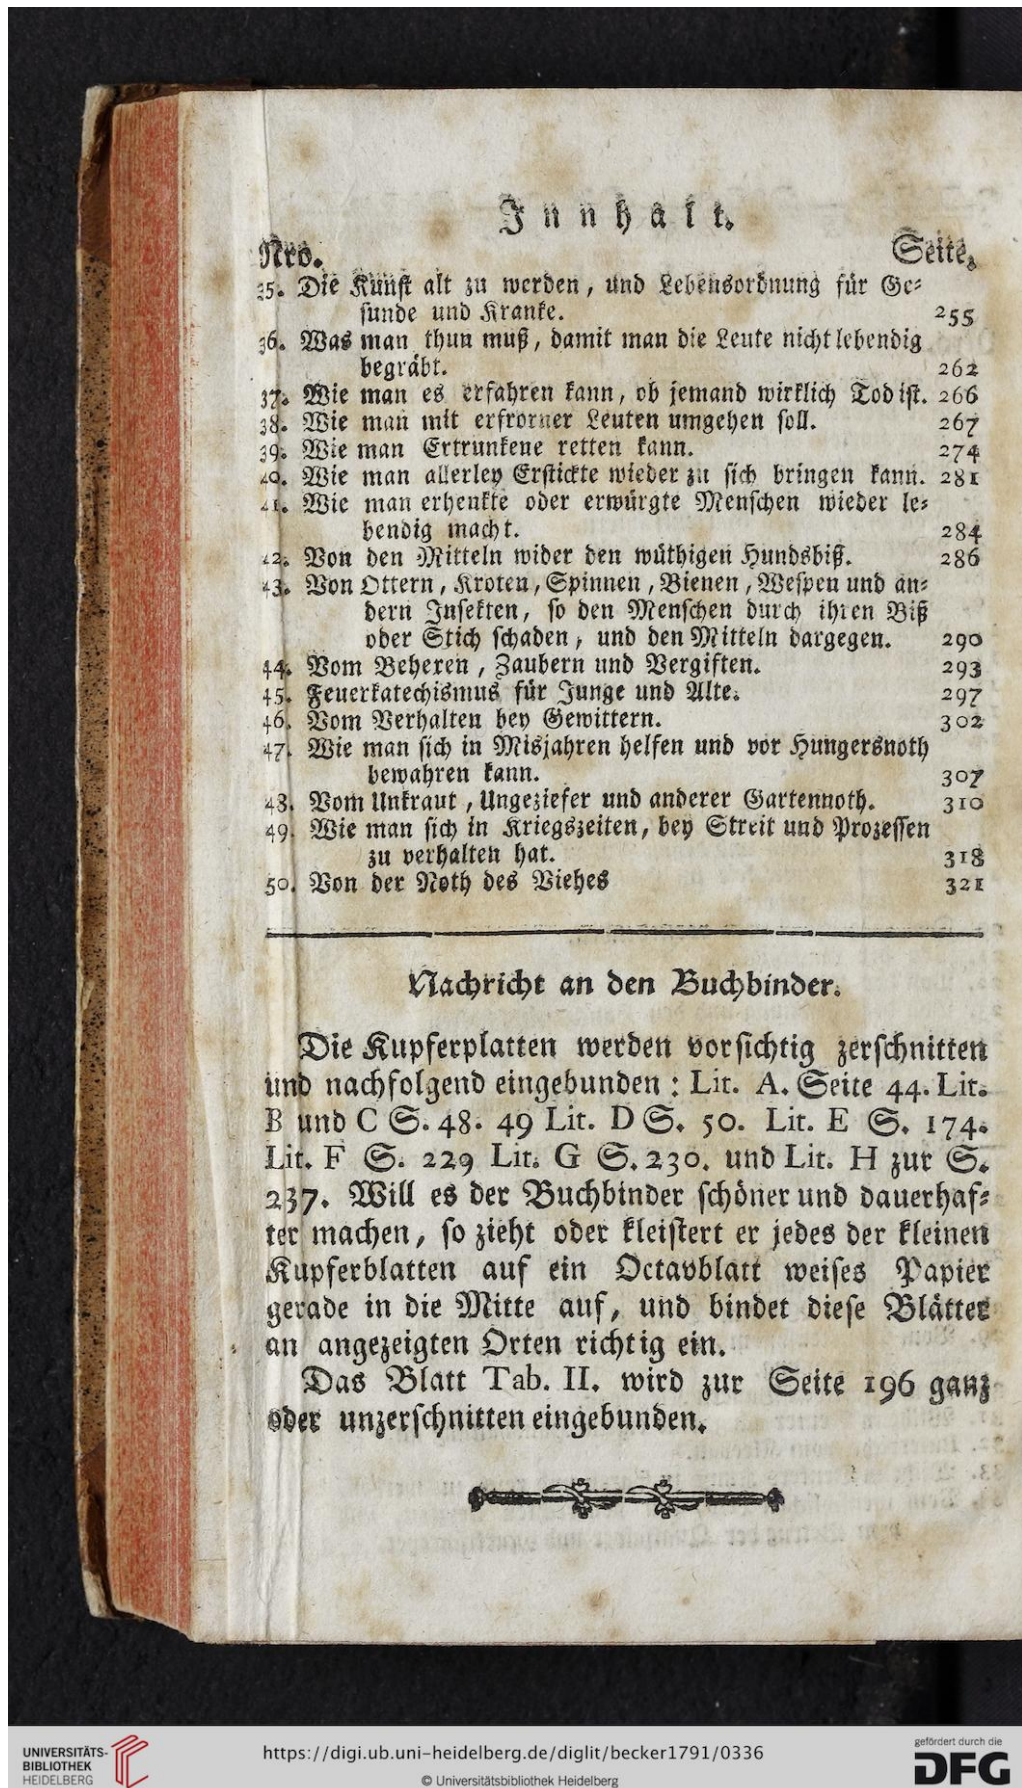 Innhalt.
Nro. Seite.
35. Die Kunst alt zu werden, und Lebensordnung für Ge⸗
sunde und Kranke. 255
36. Was man thun muß, damit man die Leute nicht lebendig
begräbt. 262
37. Wie man es erfahren kann, ob jemand wirklich Tod ist. 266
38. Wie man mit erfrorner Leuten umgehen soll. 267
39. Wie man Ertrunkene retten kann. 274
40. Wie man allerley Erstickte wieder zu sich bringen kann. 281
41. Wie man erhenkte oder erwürgte Menschen wieder le⸗
bendig macht. 284
42. Von den Mitteln wider den wüthigen Hundsbiß. 286
43. Von Ottern, Kroten, Spinnen, Bienen, Wespen und an⸗
dern Insekten, so den Menschen durch ihren Biß
oder Stich schaden, und den Mitteln dargegen. 290
44. Vom Behexen, Zaubern und Vergiften. 293
45. Feuerkatechismus für Junge und Alte. 297
46. Vom Verhalten bey Gewittern. 302
47. Wie man sich in Misjahren helfen und vor Hungersnoth
bewahren kann. 307
48. Vom Unkraut, Ungeziefer und anderer Gartennoth. 310
49. Wie man sich in Kriegszeiten, bey Streit und Prozessen
zu verhalten hat. 318
50. Von der Noth des Viehes 321
Nachricht an den Buchbinder.
Die Kupferplatten werden vorsichtig zerschnitten
und nachfolgend eingebunden: Lit. A. Seite 44. Lit.
B und C S. 48. 49 Lit. D S. 50. Lit. E S. 174.
Lit. F S. 229 Lit. G S. 230. und Lit. H zur S.
237. Will es der Buchbinder schöner und dauerhaf⸗
ter machen, so zieht oder kleistert er jedes der kleinen
Kupferblatten auf ein Octavblatt weises Papier
gerade in die Mitte auf, und bindet diese Blätter
an angezeigten Orten richtig ein.
Das Blatt Tab. II. wird zur Seite 196 ganz
oder unzerschnitten eingebunden.
UNIVERSITÄTS-
BIBLIOTHEK
HEIDELBERG
https://digi.ub.uni-heidelberg.de/diglit/becker1791/0336
© Universitätsbibliothek Heidelberg
gefördert durch die
DFG